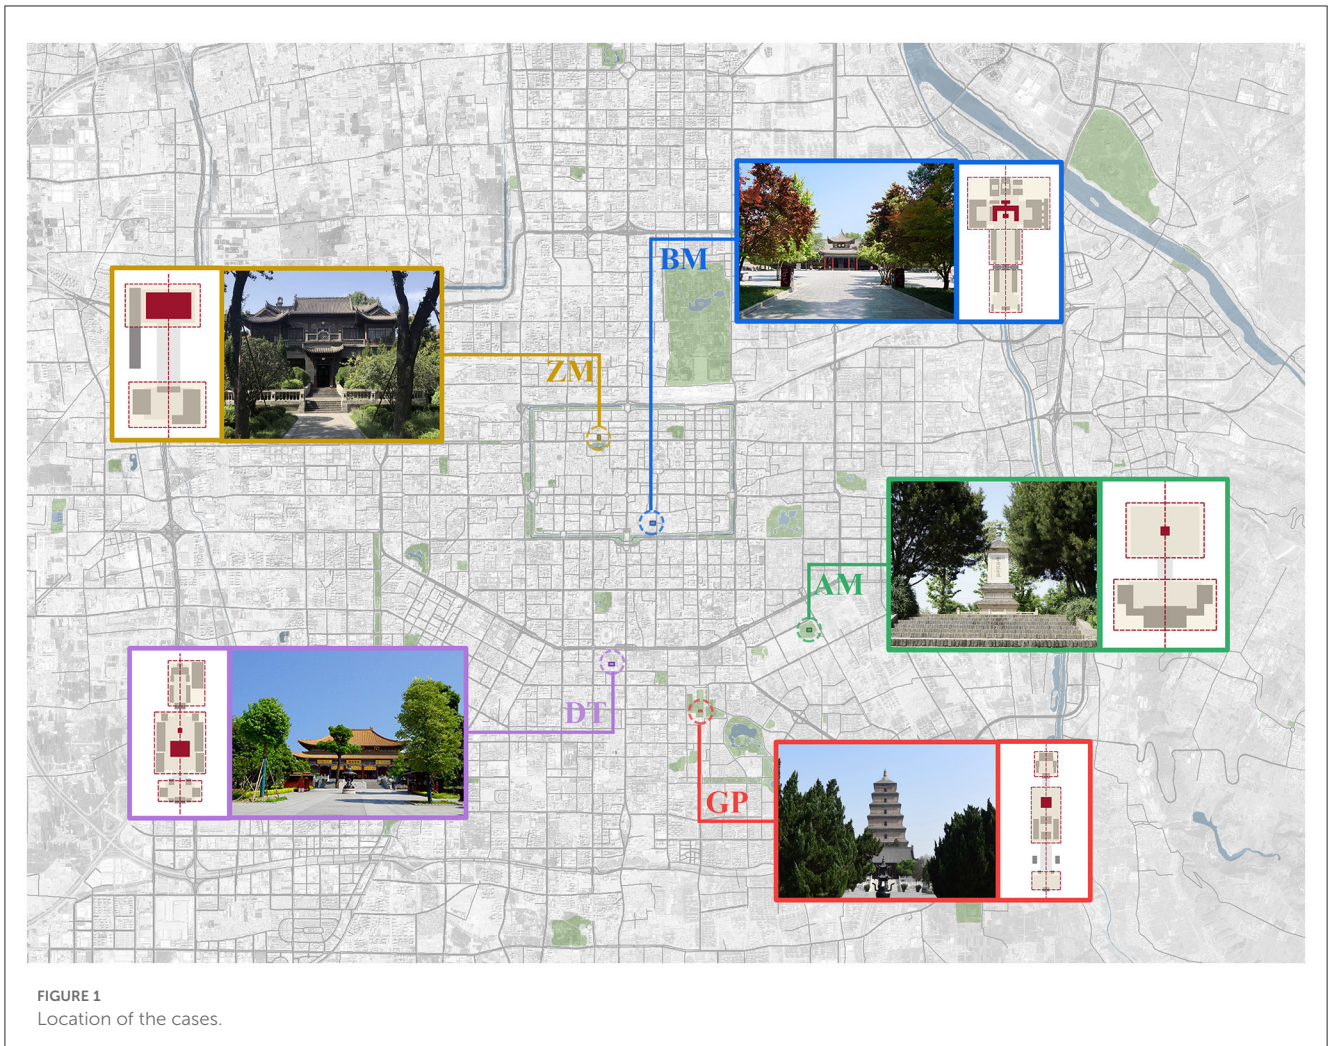 BM
ZM
AM
DT
GP
FIGURE 1
Location of the cases.